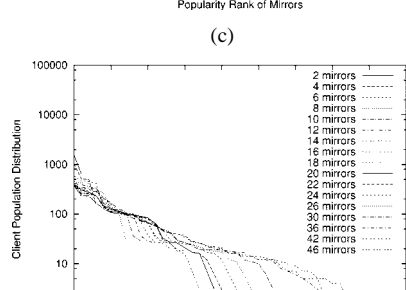 Popularity Rank of Mirrors
(c)
100000
10000
1000
100
10
Client Population Distribution
2 mirrors
4 mirrors
6 mirrors
8 mirrors
10 mirrors
12 mirrors
14 mirrors
16 mirrors
18 mirrors
20 mirrors
22 mirrors
24 mirrors
26 mirrors
30 mirrors
36 mirrors
42 mirrors
46 mirrors